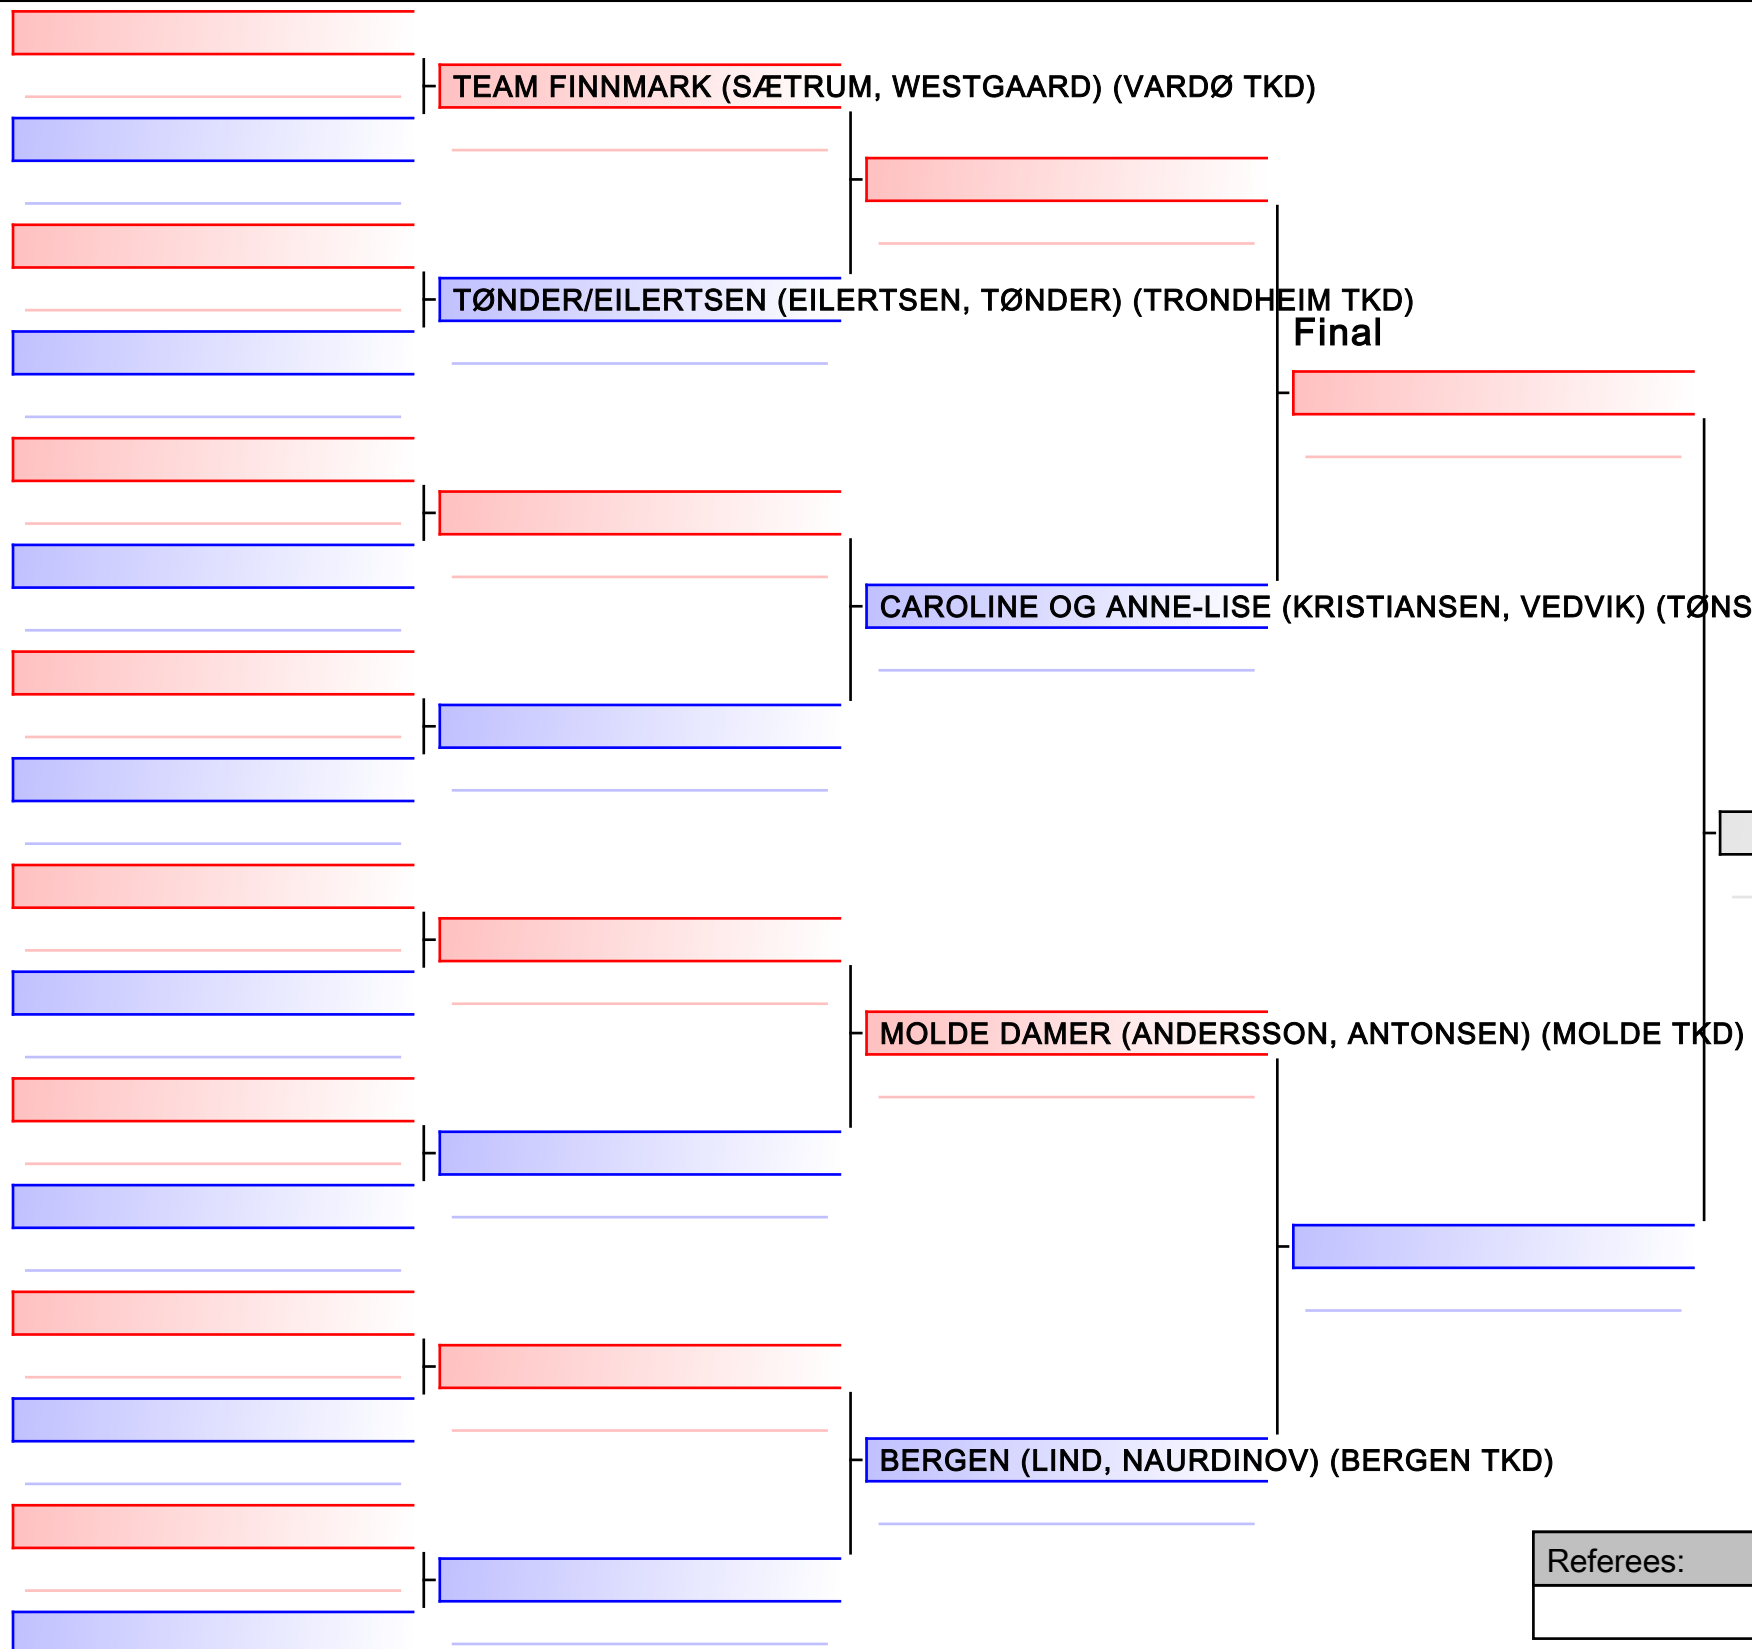 TEAM FINNMARK (SÆTRUM, WESTGAARD) (VARDØ TKD)
TØNDER/EILERTSEN (EILERTSEN, TØNDER) (TRONDHEIM TKD)
Final
CAROLINE OG ANNE-LISE (KRISTIANSEN, VEDVIK) (TØNS
MOLDE DAMER (ANDERSSON, ANTONSEN) (MOLDE TKD)
BERGEN (LIND, NAURDINOV) (BERGEN TKD)
Referees: